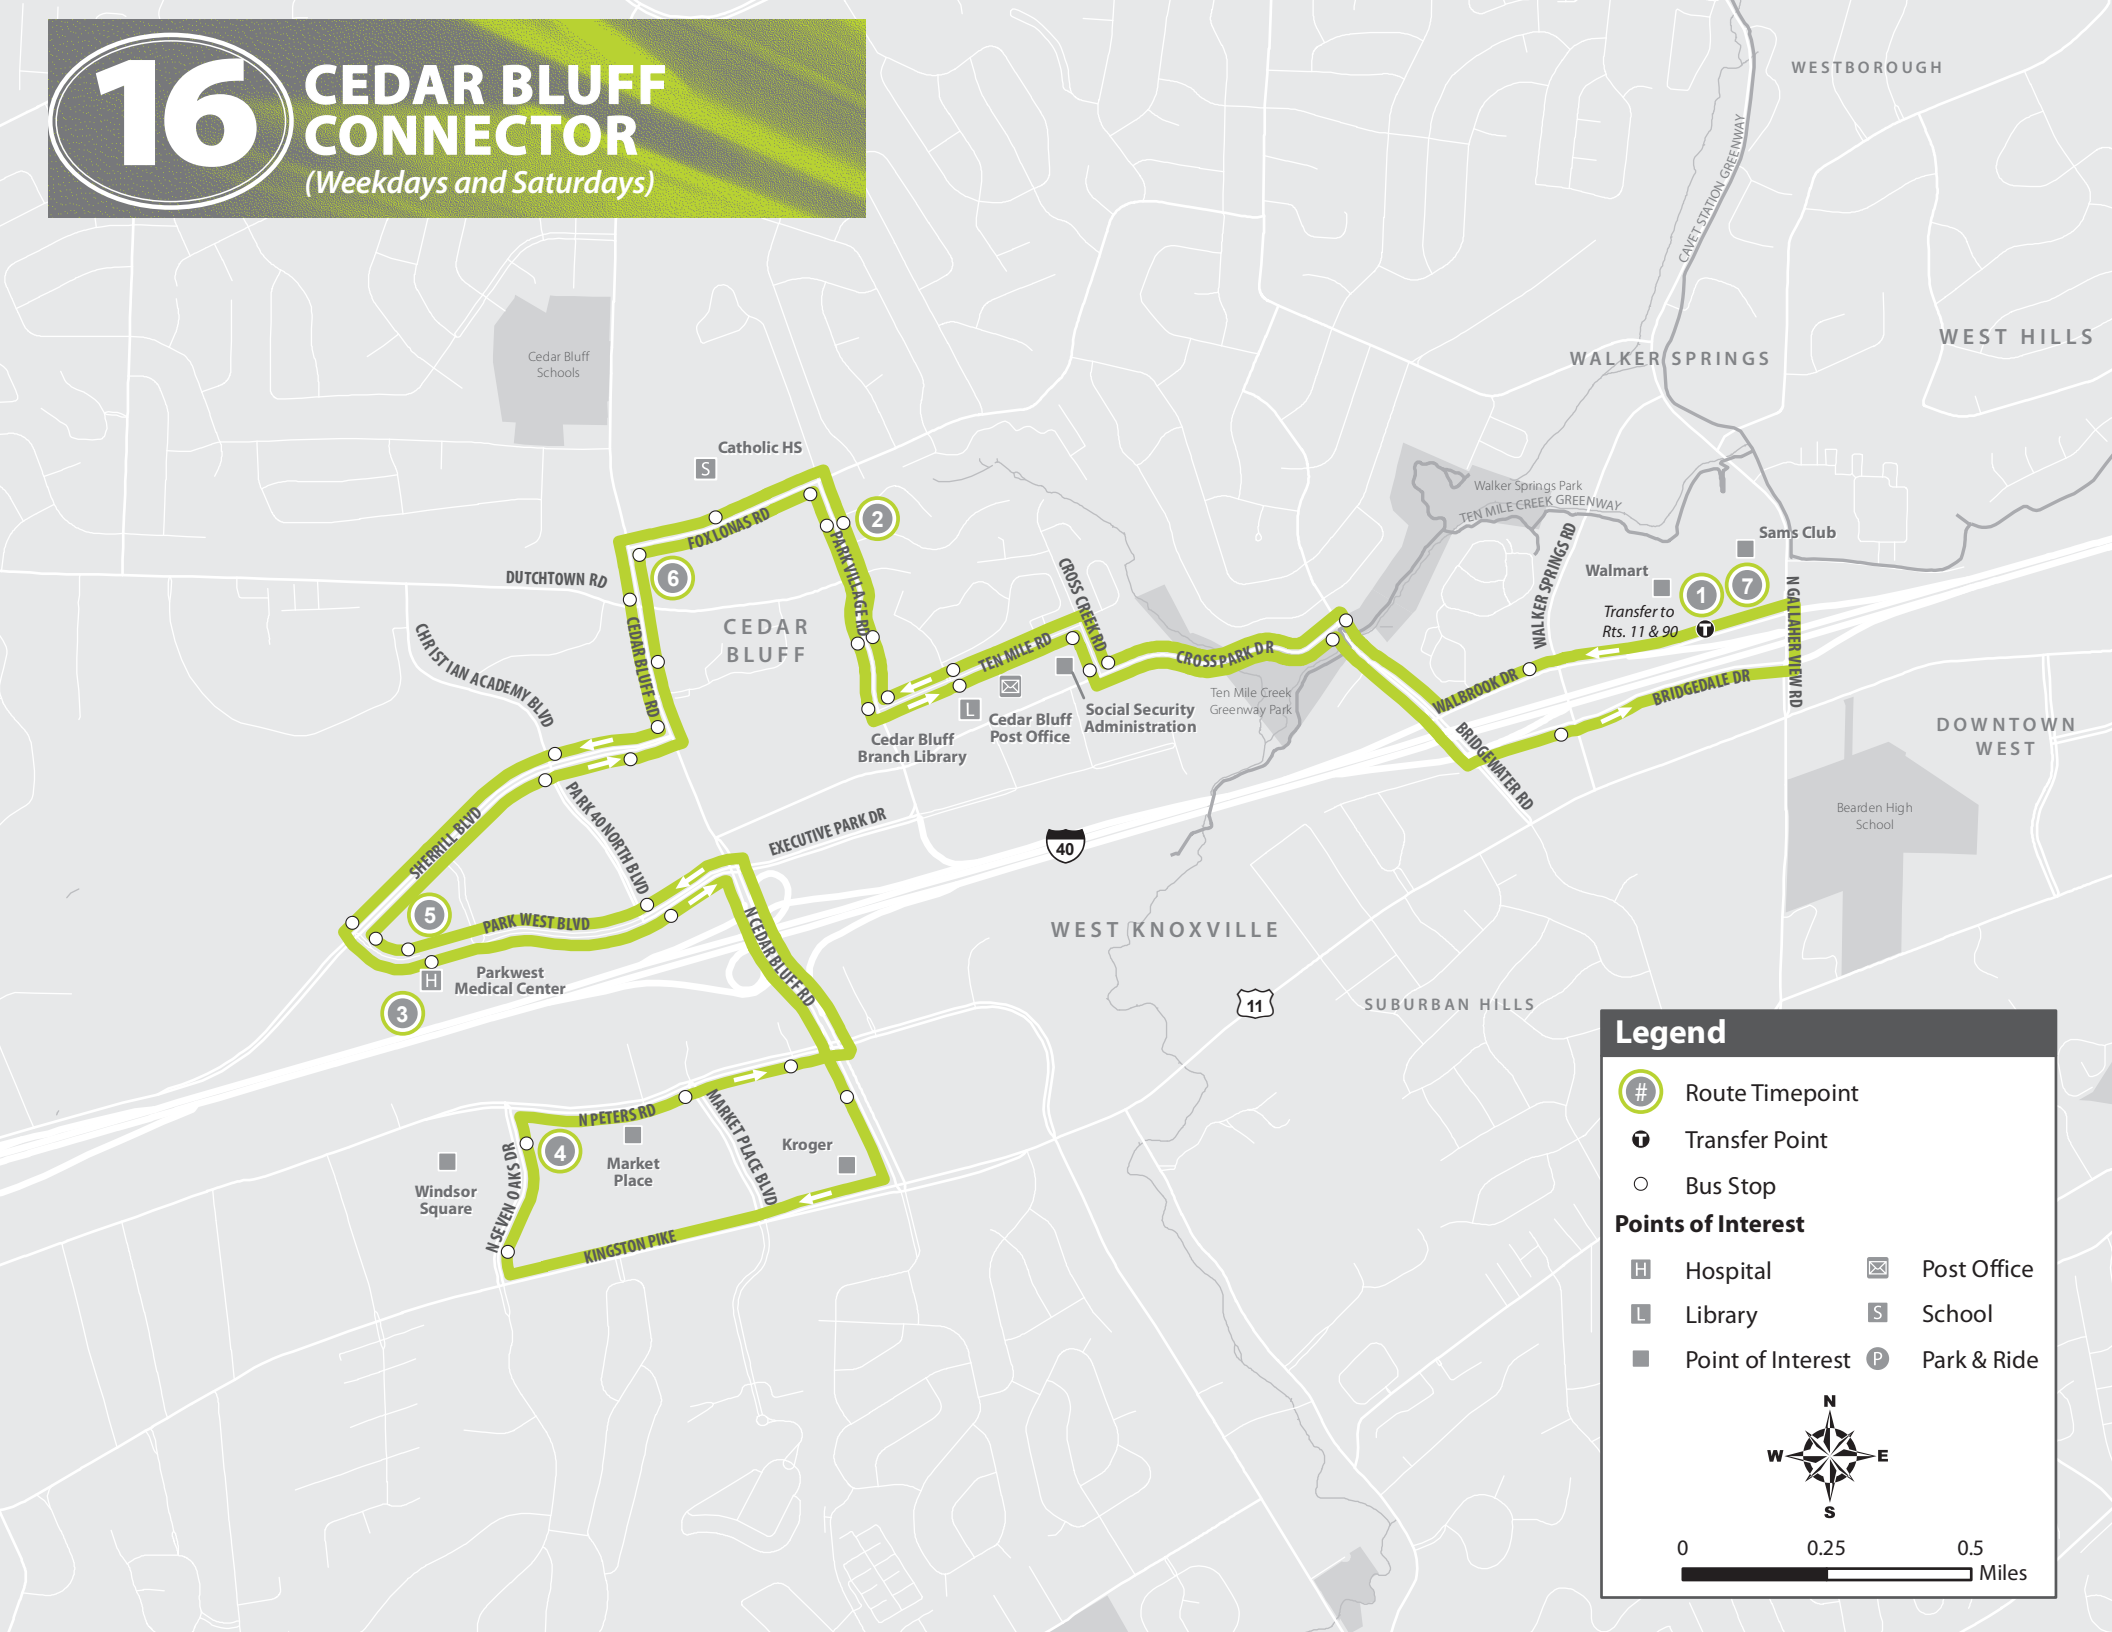 16
CEDAR BLUFF
CONNECTOR
(Weekdays and Saturdays)
WESTBOROUGH
CAVET STATION GREENWAY
WEST HILLS
WALKER SPRINGS
Cedar Bluff
Schools
Catholic HS
S
2
FOX LONAS RD
PARK VILLAGE RD
6
DUTCHTOWN RD
CEDAR BLUFF RD
CEDAR
BLUFF
CHRISTIAN ACADEMY BLVD
Walker Springs Park
TEN MILE CREEK GREENWAY
WALKER SPRINGS RD
Sams Club
Walmart
1
7
Transfer to
Rts. 11 & 90
T
N GALLAHER VIEW RD
CROSS CREEK RD
TEN MILE RD
CROSS PARK DR
Ten Mile Creek
Greenway Park
L
Cedar Bluff
Post Office
Social Security
Administration
Cedar Bluff
Branch Library
WALBROOK DR
BRIDGEDALE DR
BRIDGEWATER RD
DOWNTOWN
WEST
Bearden High
School
SHERRILL BLVD
PARK 40 NORTH BLVD
EXECUTIVE PARK DR
40
5
PARK WEST BLVD
N CEDAR BLUFF RD
WEST KNOXVILLE
H
Parkwest
Medical Center
3
11
SUBURBAN HILLS
N PETERS RD
MARKET PLACE BLVD
4
Market
Place
Kroger
N SEVEN OAKS DR
Windsor
Square
KINGSTON PIKE
Legend
# Route Timepoint
T Transfer Point
Bus Stop
Points of Interest
H Hospital
Post Office
L Library
S School
Point of Interest
P Park & Ride
N
W E
S
0 0.25 0.5
Miles